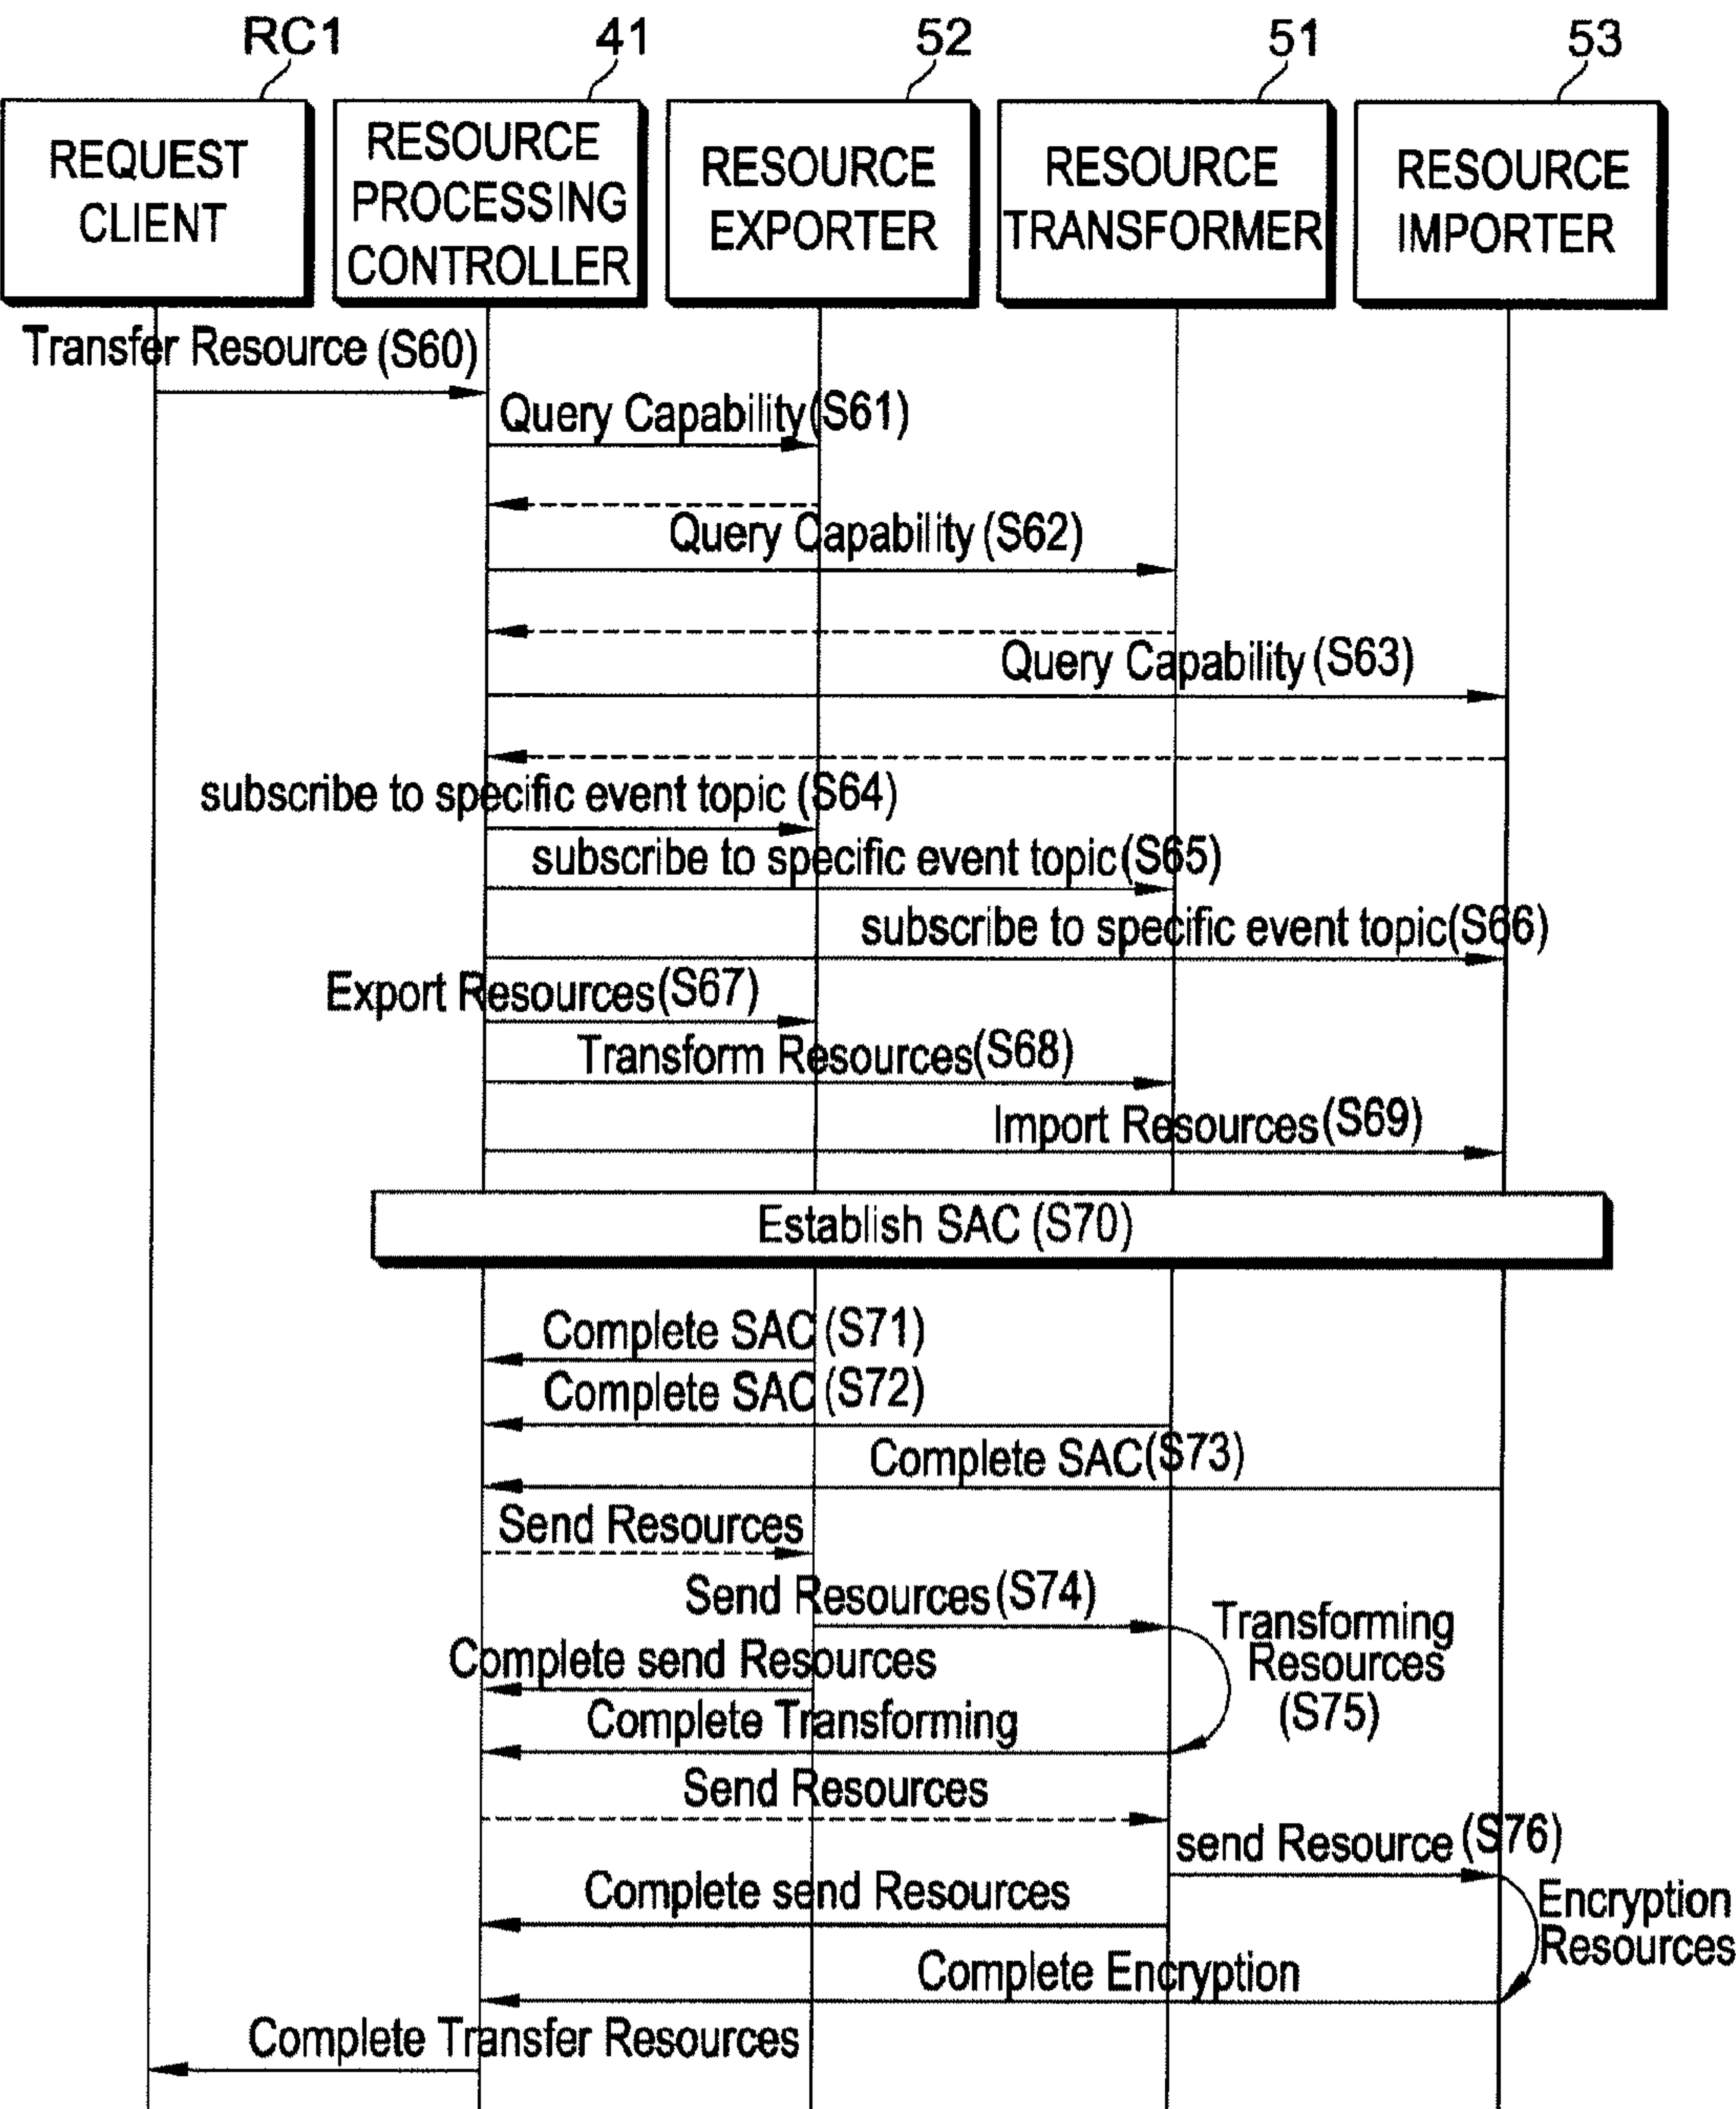 RC1
41
52
51
53
REQUEST
CLIENT
RESOURCE
PROCESSING
CONTROLLER
RESOURCE
EXPORTER
RESOURCE
TRANSFORMER
RESOURCE
IMPORTER
Transfer Resource (S60)
Query Capability (S61)
Query Capability (S62)
Query Capability (S63)
subscribe to specific event topic (S64)
subscribe to specific event topic (S65)
subscribe to specific event topic (S66)
Export Resources (S67)
Transform Resources (S68)
Import Resources (S69)
Establish SAC (S70)
Complete SAC (S71)
Complete SAC (S72)
Complete SAC (S73)
Send Resources
Send Resources (S74)
Transforming
Resources
(S75)
Complete send Resources
Complete Transforming
Send Resources
send Resource (S76)
Complete send Resources
Encryption
Resources
Complete Encryption
Complete Transfer Resources